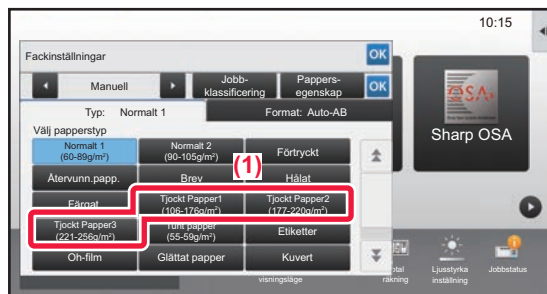 10:15
Fackinställningar
OK
Manuell
Jobb-
klassificering
Pappers-
egenskap
OK
Typ: Normalt 1
Format: Auto-AB
Välj papperstyp
Normalt 1
(60-89g/m²)
Normalt 2
(90-105g/m²)
Förtryckt
(1)
Återvunn.papp.
Brev
Hålat
Färgat
Tjockt Papper1
(106-176g/m²)
Tjockt Papper2
(177-220g/m²)
Tjockt Papper3
(221-256g/m²)
Tunt papper
(55-59g/m²)
Etiketter
Oh-film
Glättat papper
Kuvert
Sharp OSA
visningsläge
räkning
Ljusstyrka
inställning
Jobbstatus